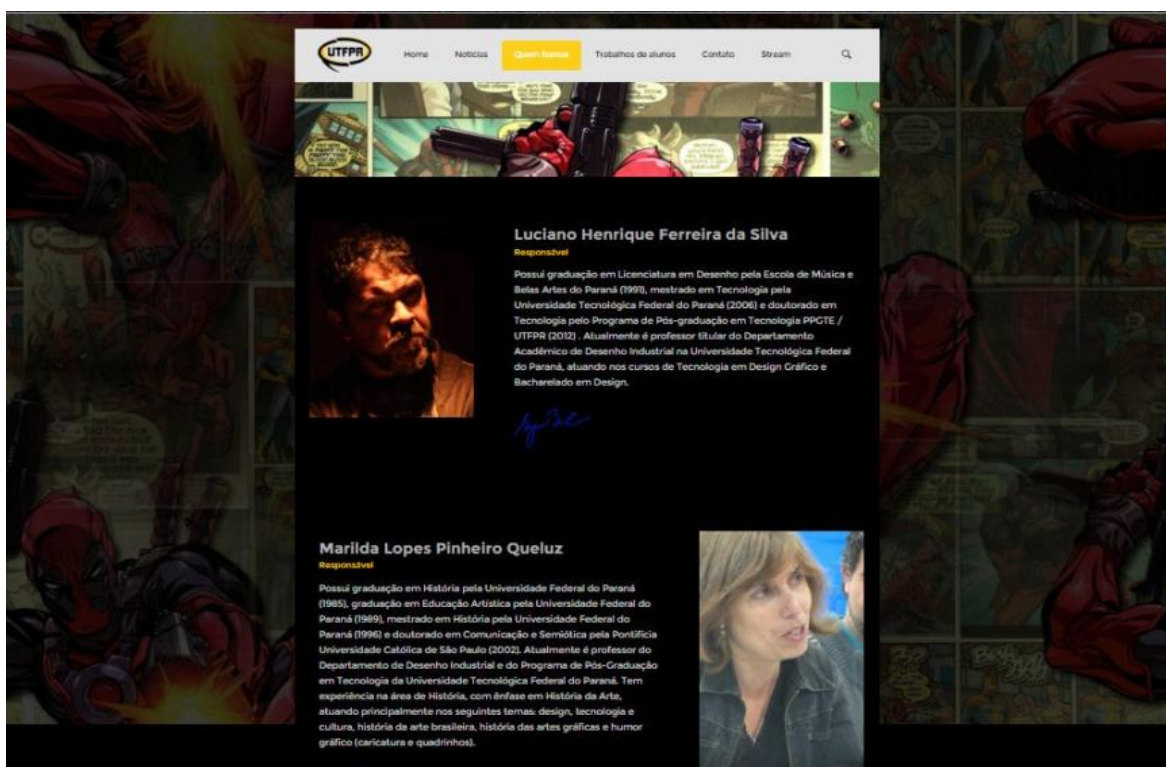 UTFPR
Home Notícias Quem Somos Trabalhos de alunos Contato Stream
Luciano Henrique Ferreira da Silva
Responsável
Possui graduação em Licenciatura em Desenho pela Escola de Música e
Belas Artes do Paraná (1991), mestrado em Tecnologia pela
Universidade Tecnológica Federal do Paraná (2006) e doutorado em
Tecnologia pelo Programa de Pós-graduação em Tecnologia PPGTE /
UTFPR (2012) . Atualmente é professor titular do Departamento
Acadêmico de Desenho Industrial na Universidade Tecnológica Federal
do Paraná, atuando nos cursos de Tecnologia em Design Gráfico e
Bacharelado em Design.
Marilda Lopes Pinheiro Queluz
Responsável
Possui graduação em História pela Universidade Federal do Paraná
(1985), graduação em Educação Artística pela Universidade Federal do
Paraná (1989), mestrado em História pela Universidade Federal do
Paraná (1996) e doutorado em Comunicação e Semiótica pela Pontifícia
Universidade Católica de São Paulo (2002). Atualmente é professor do
Departamento de Desenho Industrial e do Programa de Pós-Graduação
em Tecnologia da Universidade Tecnológica Federal do Paraná. Tem
experiência na área de História, com ênfase em História da Arte,
atuando principalmente nos seguintes temas: design, tecnologia e
cultura, história da arte brasileira, história das artes gráficas e humor
gráfico (caricatura e quadrinhos).